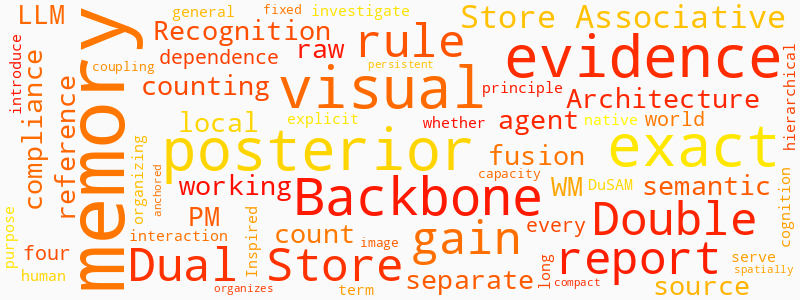 LLM
general
fixed
investigate
Store Associative
introduce
memory
Recognition
raw
rule
evidence
coupling
dependence
persistent
visual
counting
principle
Architecture
hierarchical
compliance
reference
local
explicit
whether
agent
native
world
posterior
exact
organizing
anchored
fusion
capacity
working
Backbone
WM
DuSAM
semantic
cognition
purpose
PM
Double
interaction
Inspired
count
image
gain
every
four
human
Dual Store
organizes
term
separate
long
report
compact
serve
spatially
source